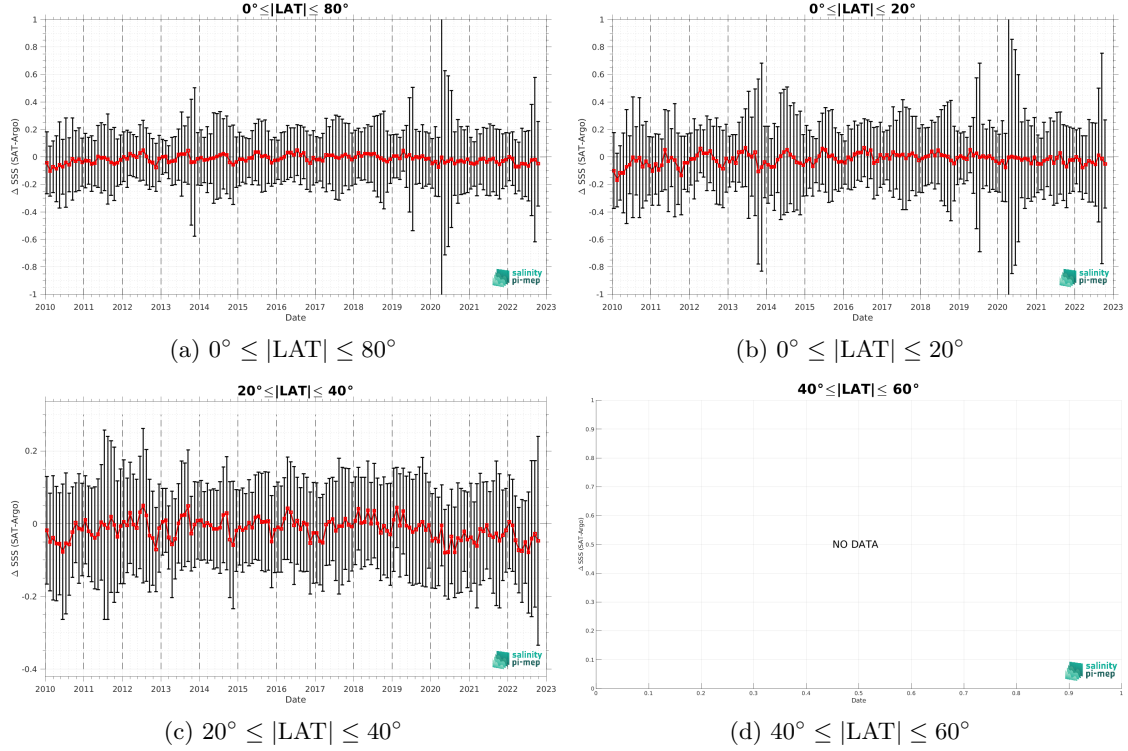 0°≤|LAT|≤ 80°
Δ SSS (SAT-Argo)
1
0.8
0.6
0.4
0.2
0
-0.2
-0.4
-0.6
-0.8
-1
2010 2011 2012 2013 2014 2015 2016 2017 2018 2019 2020 2021 2022 2023
Date
salinity
pi-mep
(a) 0° ≤ |LAT| ≤ 80°
0°≤|LAT|≤ 20°
Δ SSS (SAT-Argo)
1
0.8
0.6
0.4
0.2
0
-0.2
-0.4
-0.6
-0.8
-1
2010 2011 2012 2013 2014 2015 2016 2017 2018 2019 2020 2021 2022 2023
Date
salinity
pi-mep
(b) 0° ≤ |LAT| ≤ 20°
20°≤|LAT|≤ 40°
Δ SSS (SAT-Argo)
0.2
0
-0.2
-0.4
2010 2011 2012 2013 2014 2015 2016 2017 2018 2019 2020 2021 2022 2023
Date
salinity
pi-mep
(c) 20° ≤ |LAT| ≤ 40°
40°≤|LAT|≤ 60°
Δ SSS (SAT-Argo)
1
0.9
0.8
0.7
0.6
0.5
0.4
0.3
0.2
0.1
0
NO DATA
0 0.1 0.2 0.3 0.4 0.5 0.6 0.7 0.8 0.9 1
Date
salinity
pi-mep
(d) 40° ≤ |LAT| ≤ 60°